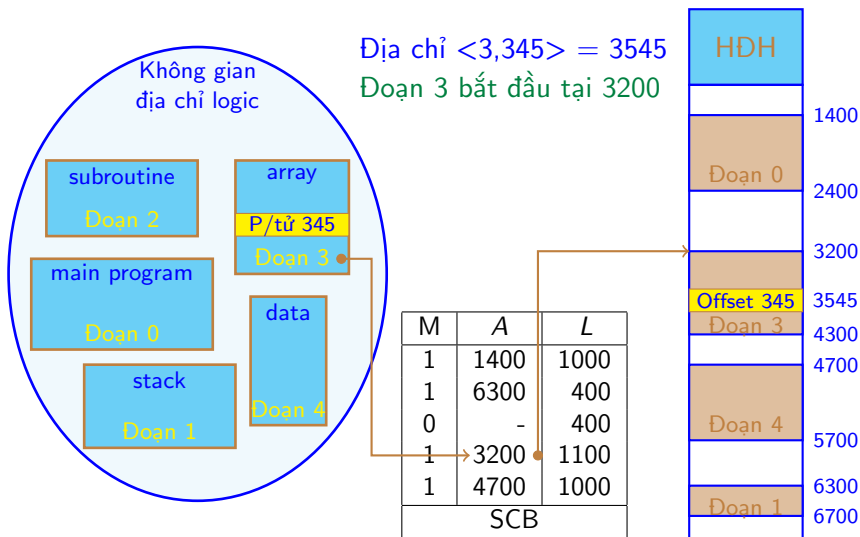 Địa chỉ <3,345> = 3545
Đoạn 3 bắt đầu tại 3200
Không gian
địa chỉ logic
subroutine
Đoạn 2
array
P/tử 345
Đoạn 3
main program
Đoạn 0
data
Đoạn 4
stack
Đoạn 1
M A L
1 1400 1000
1 6300 400
0 - 400
1 3200 1100
1 4700 1000
SCB
HĐH
1400
Đoạn 0
2400
3200
Offset 345 3545
Đoạn 3
4300
4700
Đoạn 4
5700
6300
Đoạn 1
6700